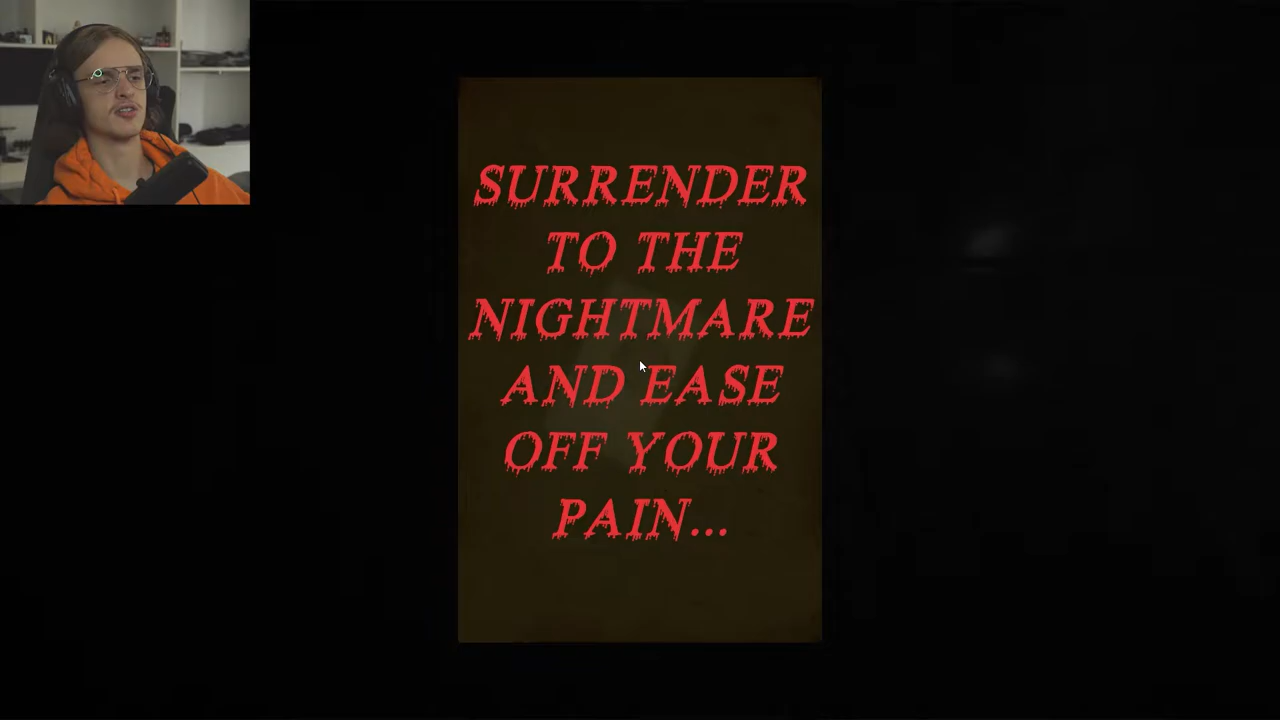 SURRENDER
TO THE
NIGHTMARE
AND EASE
OFF YOUR
PAIN...